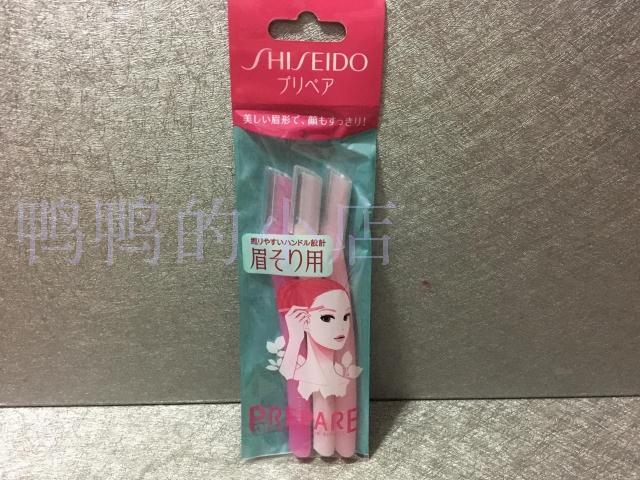 SHISEIDO
プリペア
美しい眉形で、顔もすっきり!
鴨鴨的小店
握りやすいハンドル設計
眉そり用
PREPARE